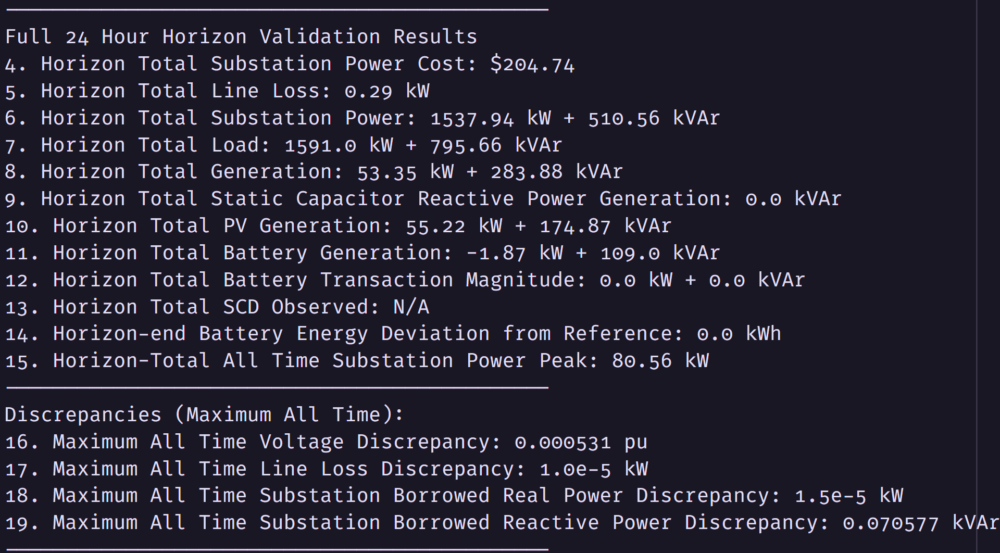 Full 24 Hour Horizon Validation Results
4. Horizon Total Substation Power Cost: $204.74
5. Horizon Total Line Loss: 0.29 kW
6. Horizon Total Substation Power: 1537.94 kW + 510.56 kVAr
7. Horizon Total Load: 1591.0 kW + 795.66 kVAr
8. Horizon Total Generation: 53.35 kW + 283.88 kVAr
9. Horizon Total Static Capacitor Reactive Power Generation: 0.0 kVAr
10. Horizon Total PV Generation: 55.22 kW + 174.87 kVAr
11. Horizon Total Battery Generation: -1.87 kW + 109.0 kVAr
12. Horizon Total Battery Transaction Magnitude: 0.0 kW + 0.0 kVAr
13. Horizon Total SCD Observed: N/A
14. Horizon-end Battery Energy Deviation from Reference: 0.0 kWh
15. Horizon-Total All Time Substation Power Peak: 80.56 kW
Discrepancies (Maximum All Time):
16. Maximum All Time Voltage Discrepancy: 0.000531 pu
17. Maximum All Time Line Loss Discrepancy: 1.0e-5 kW
18. Maximum All Time Substation Borrowed Real Power Discrepancy: 1.5e-5 kW
19. Maximum All Time Substation Borrowed Reactive Power Discrepancy: 0.070577 kVAr